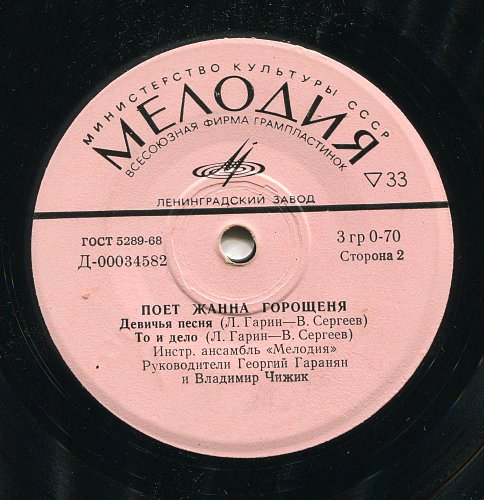 МИНИСТЕРСТВО КУЛЬТУРЫ СССР
МЕЛОДИЯ
ВСЕСОЮЗНАЯ ФИРМА ГРАМПЛАСТИНОК
ЛЕНИНГРАДСКИЙ ЗАВОД
▽33
ГОСТ 5289-68
Д-00034582
3 гр 0-70
Сторона 2
ПОЕТ ЖАННА ГОРОЩЕНЯ
Девичья песня (Л. Гарин—В. Сергеев)
То и дело (Л. Гарин—В. Сергеев)
Инстр. ансамбль «Мелодия»
Руководители Георгий Гаранян
и Владимир Чижик